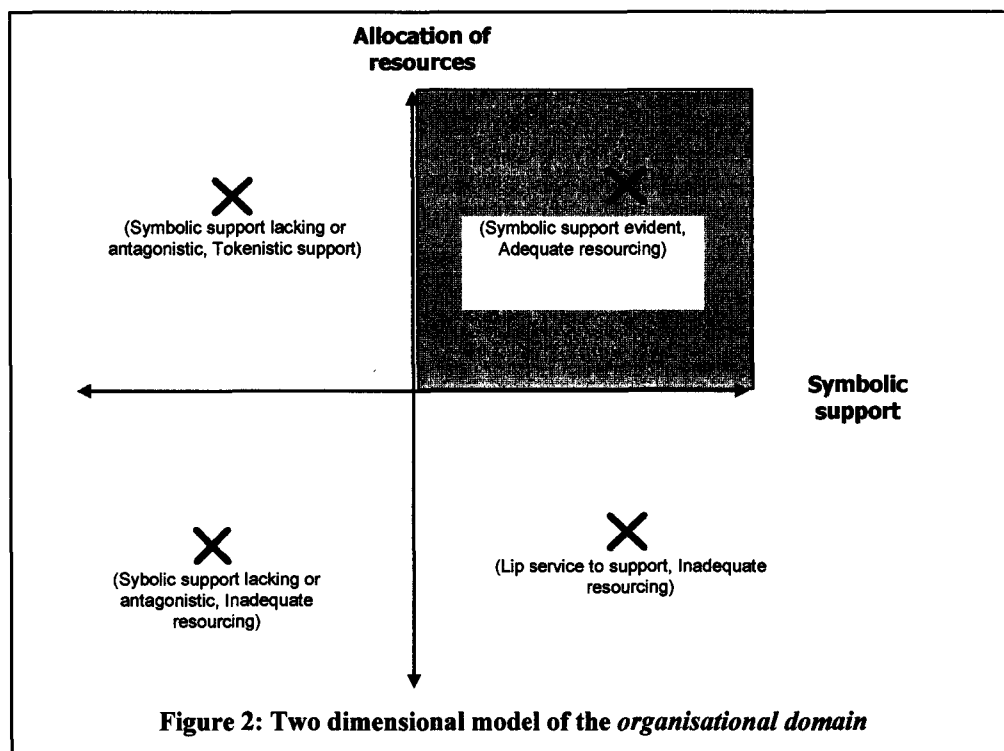 Allocation of
resources
(Symbolic support lacking or
antagonistic, Tokenistic support)
(Symbolic support evident,
Adequate resourcing)
Symbolic
support
(Sybolic support lacking or
antagonistic, Inadequate
resourcing)
(Lip service to support, Inadequate
resourcing)
Figure 2: Two dimensional model of the organisational domain